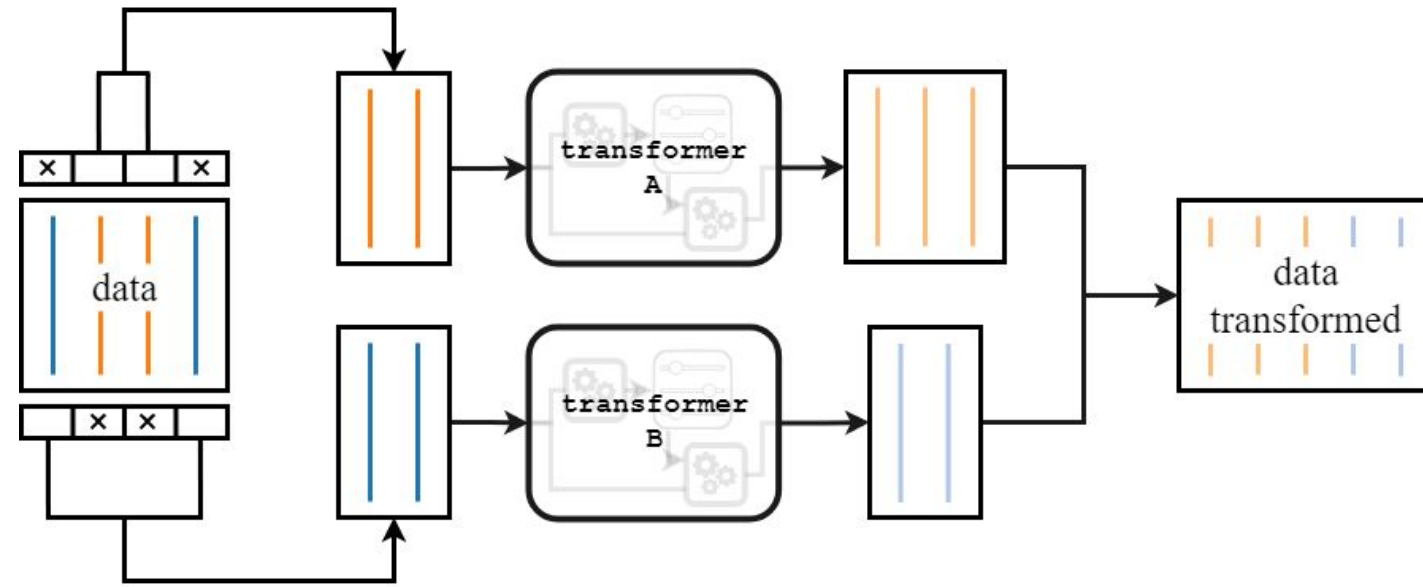 ×
×
data
×
×
transformer
A
transformer
B
data
transformed